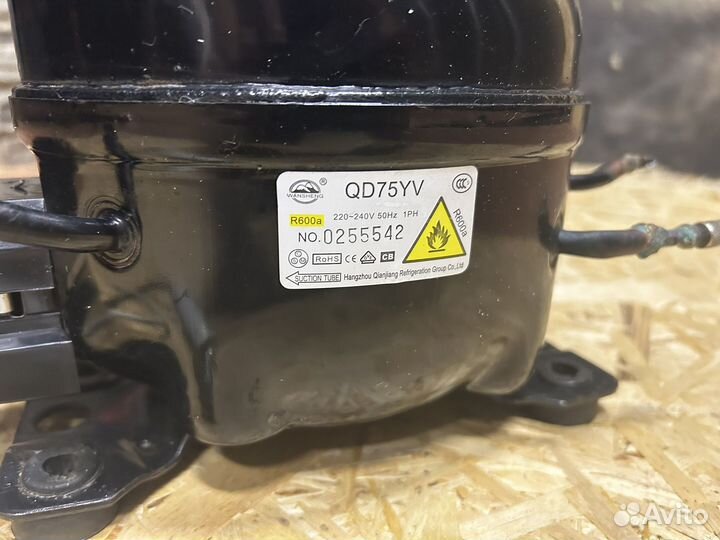 WANSHENG ®
QD75YV
CCC
R600a
220~240V 50Hz 1PH
NO. 0255542
R600a
RoHS CE CB
SUCTION TUBE Hangzhou Qianjiang Refrigeration Group Co.,Ltd.
Avito